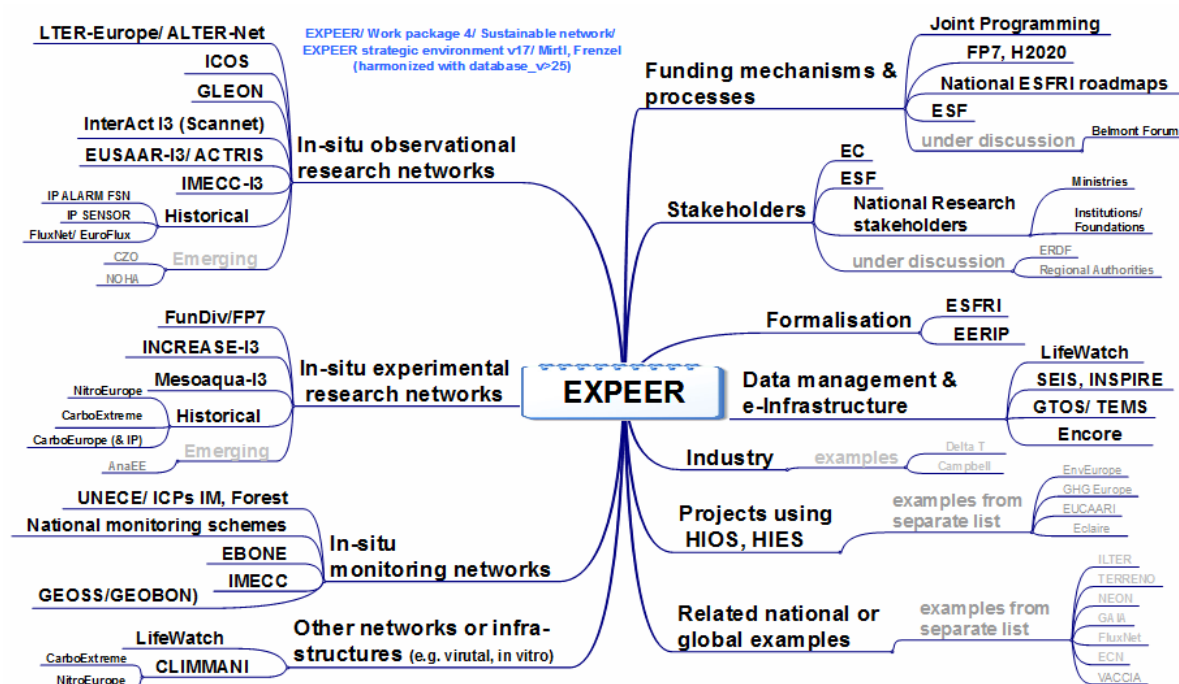 EXPEER/ Work package 4/ Sustainable network/
EXPEER strategic environment v17/ Mirtl, Frenzel
(harmonized with database_v>25)
LTER-Europe/ ALTER-Net
ICOS
GLEON
InterAct I3 (Scannet)
EUSAAR-I3/ ACTRIS
IMECC-I3
IP ALARM FSN
IP SENSOR
FluxNet/ EuroFlux
Historical
CZO
NOHA
Emerging
In-situ observational
research networks
FunDiv/FP7
INCREASE-I3
Mesoaqua-I3
NitroEurope
CarboExtreme
CarboEurope (& IP)
Historical
AnaEE
Emerging
In-situ experimental
research networks
UNECE/ ICPs IM, Forest
National monitoring schemes
EBONE
IMECC
GEOSS/GEOBON)
In-situ
monitoring networks
LifeWatch
CarboExtreme
NitroEurope
CLIMMANI
Other networks or infra-
structures (e.g. virutal, in vitro)
EXPEER
Funding mechanisms &
processes
Joint Programming
FP7, H2020
National ESFRI roadmaps
ESF
under discussion
Belmont Forum
Stakeholders
EC
ESF
National Research
stakeholders
Ministries
Institutions/
Foundations
under discussion
ERDF
Regional Authorities
Formalisation
ESFRI
EERIP
Data management &
e-Infrastructure
LifeWatch
SEIS, INSPIRE
GTOS/ TEMS
Encore
Industry
examples
Delta T
Campbell
Projects using
HIOS, HIES
examples from
separate list
EnvEurope
GHG Europe
EUCAARI
Eclaire
Related national or
global examples
examples from
separate list
ILTER
TERRENO
NEON
GAIA
FluxNet
ECN
VACCIA